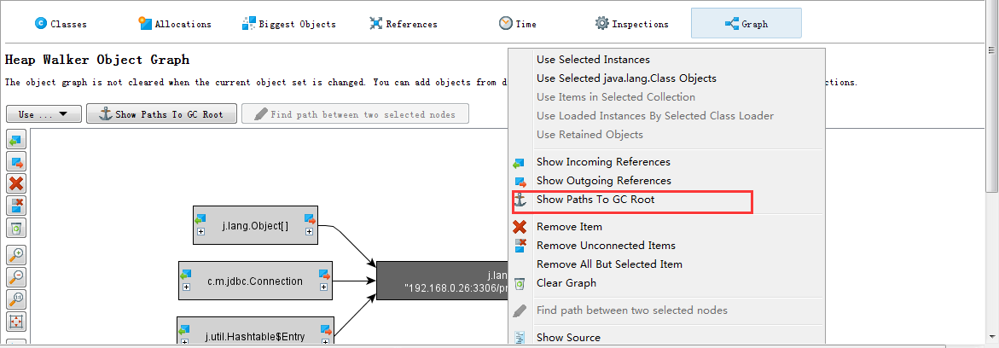 Classes Allocations Biggest Objects References Time Inspections Graph
Heap Walker Object Graph
The object graph is not cleared when the current object set is changed. You can add objects from d
ctions.
Use ... Show Paths To GC Root Find path between two selected nodes
j.lang.Object[ ]
c.m.jdbc.Connection
j.util.Hashtable$Entry
j.lan
"192.168.0.26:3306/pr
Use Selected Instances
Use Selected java.lang.Class Objects
Use Items in Selected Collection
Use Loaded Instances By Selected Class Loader
Use Retained Objects
Show Incoming References
Show Outgoing References
Show Paths To GC Root
Remove Item
Remove Unconnected Items
Remove All But Selected Item
Clear Graph
Find path between two selected nodes
Show Source